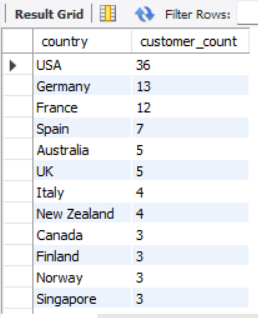 Result Grid Filter Rows:
country customer_count
USA 36
Germany 13
France 12
Spain 7
Australia 5
UK 5
Italy 4
New Zealand 4
Canada 3
Finland 3
Norway 3
Singapore 3